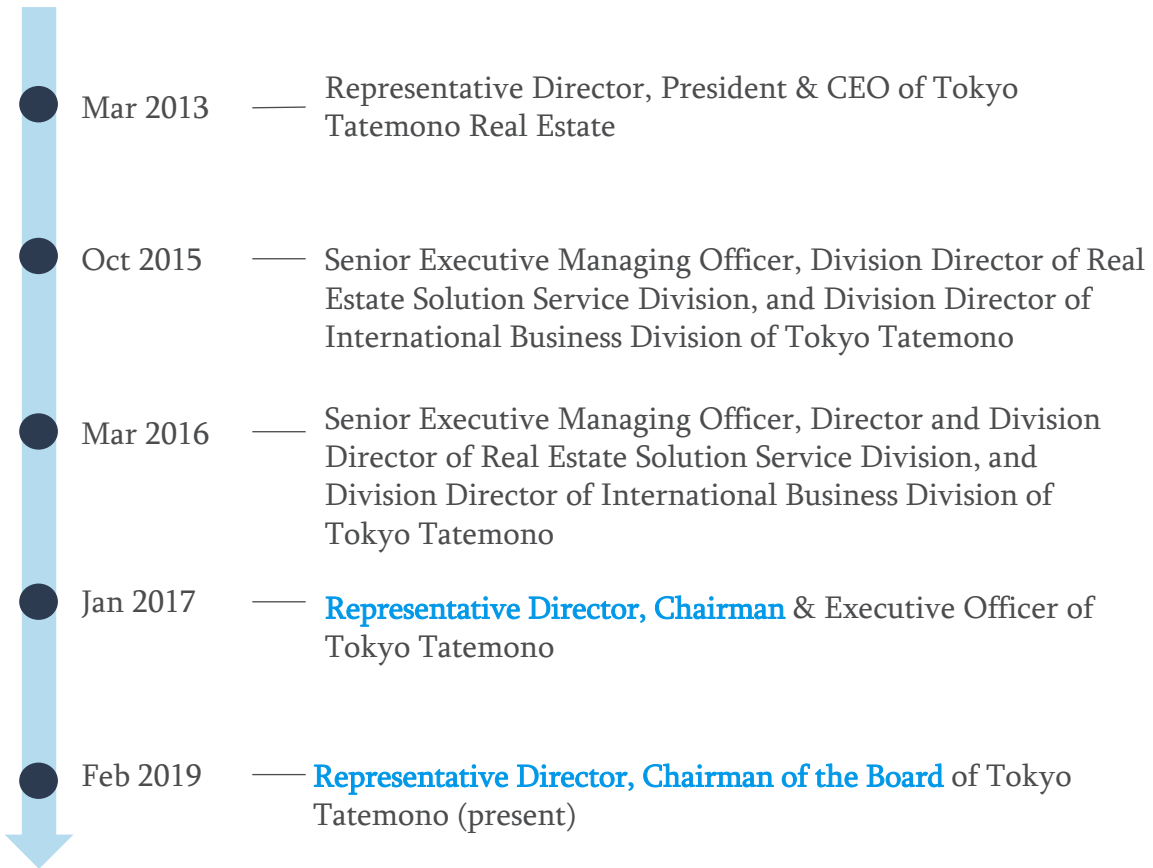 Mar 2013
Representative Director, President & CEO of Tokyo
Tatemono Real Estate
Oct 2015
Senior Executive Managing Officer, Division Director of Real
Estate Solution Service Division, and Division Director of
International Business Division of Tokyo Tatemono
Mar 2016
Senior Executive Managing Officer, Director and Division
Director of Real Estate Solution Service Division, and
Division Director of International Business Division of
Tokyo Tatemono
Jan 2017
Representative Director, Chairman & Executive Officer of
Tokyo Tatemono
Feb 2019
Representative Director, Chairman of the Board of Tokyo
Tatemono (present)